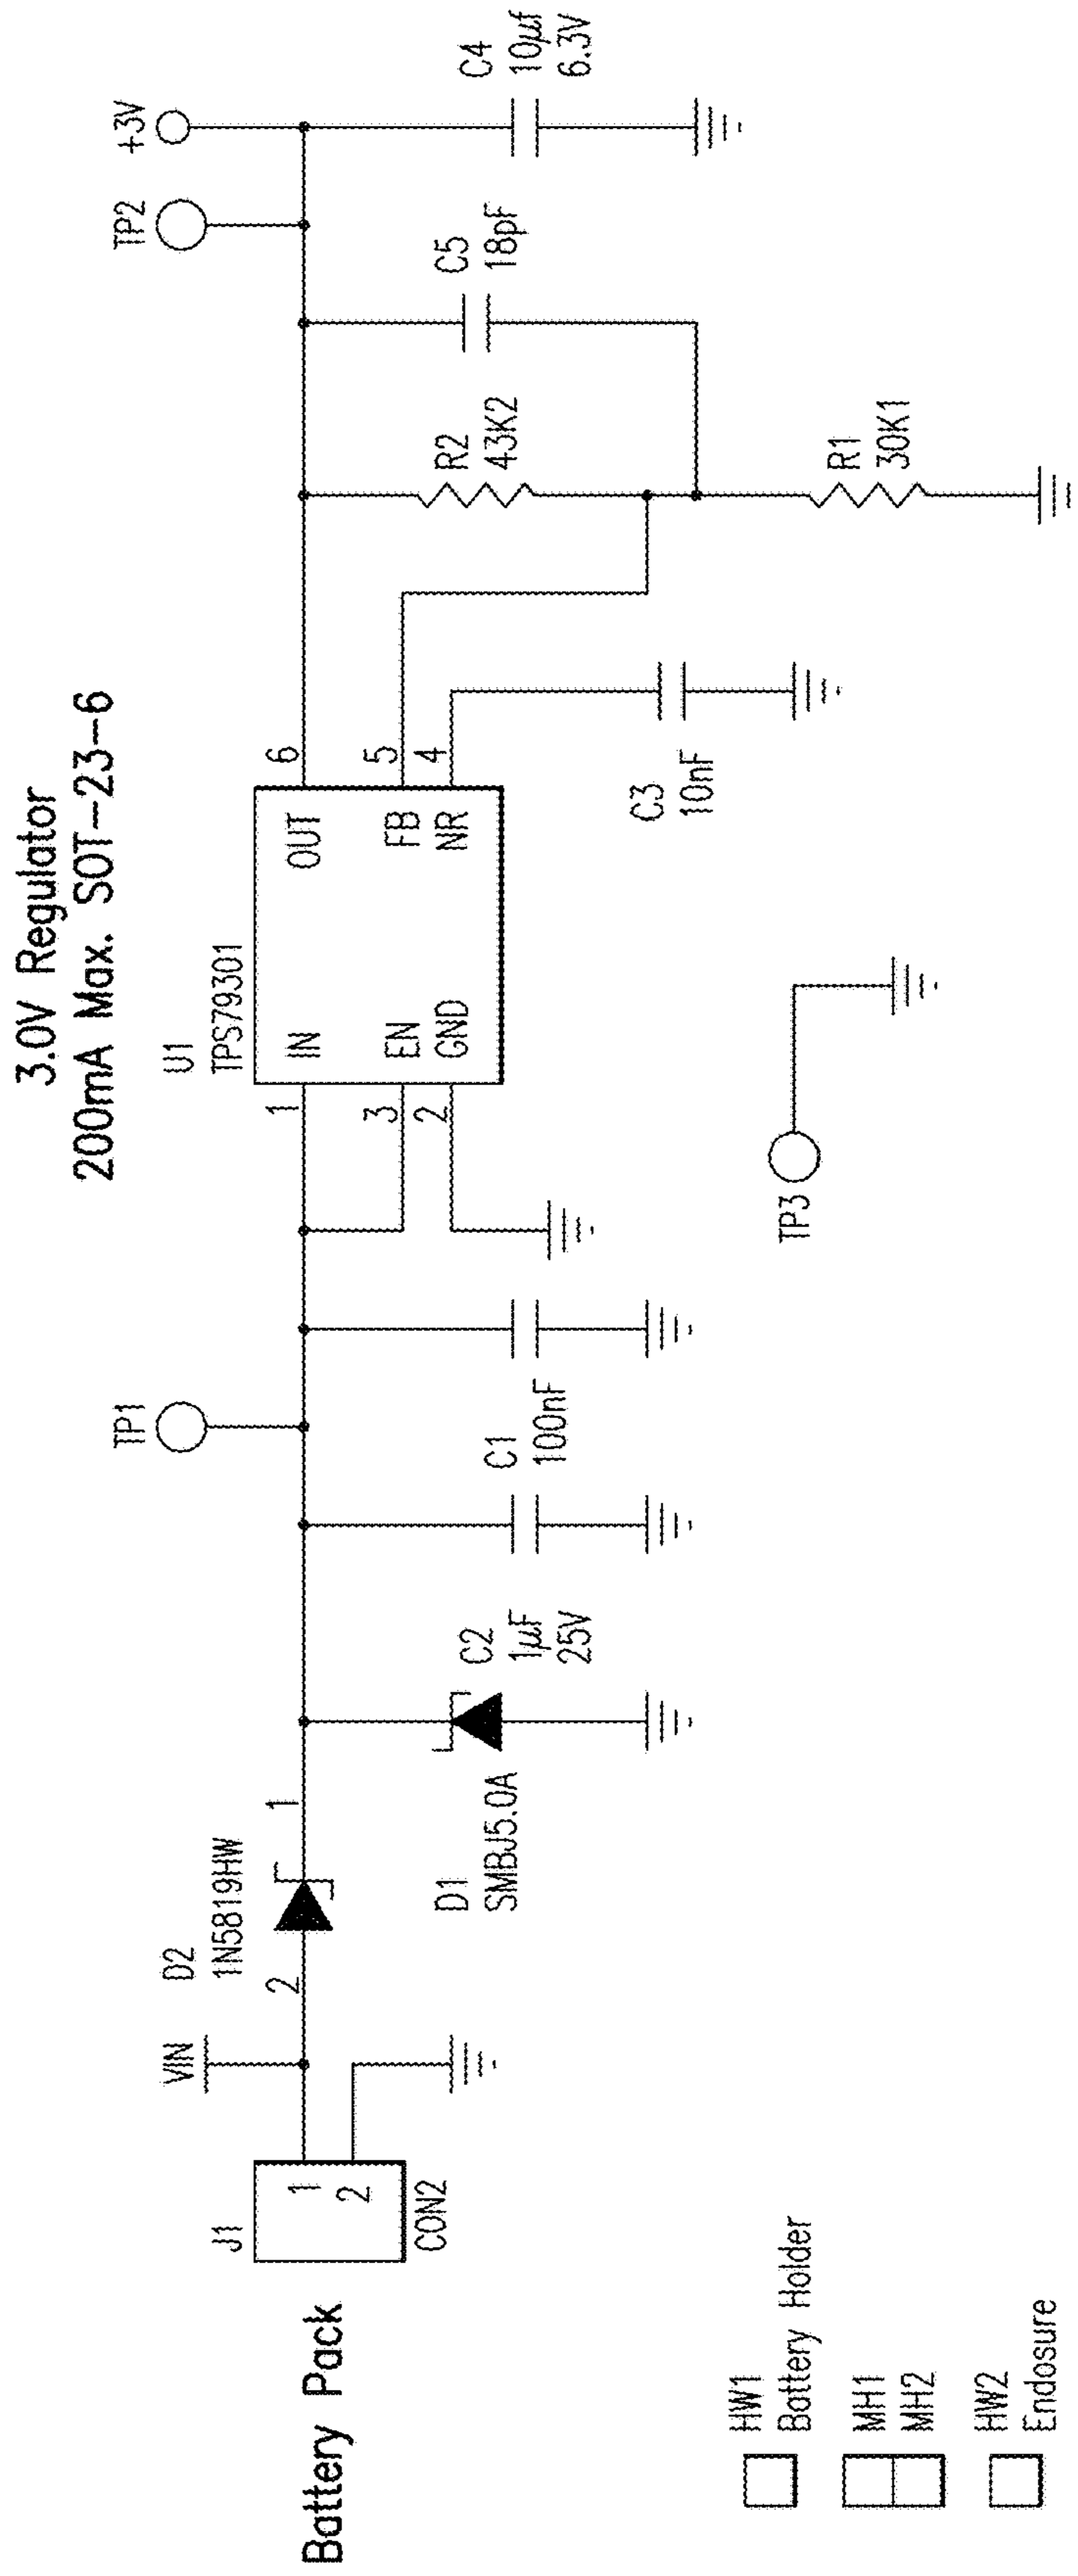 3.0V Regulator
200mA Max. SOT-23-6
Battery Pack
J1
1
2
CON2
VIN
D2
1N5819HW
2
1
D1
SMBJ5.0A
C2
1µF
25V
C1
100nF
TP1
U1
TPS79301
1
3
2
IN
EN
GND
OUT
FB
NR
6
5
4
C3
10nF
R2
43K2
R1
30K1
C5
18pF
TP2
+3V
C4
10µf
6.3V
TP3
HW1
Battery Holder
MH1
MH2
HW2
Endosure